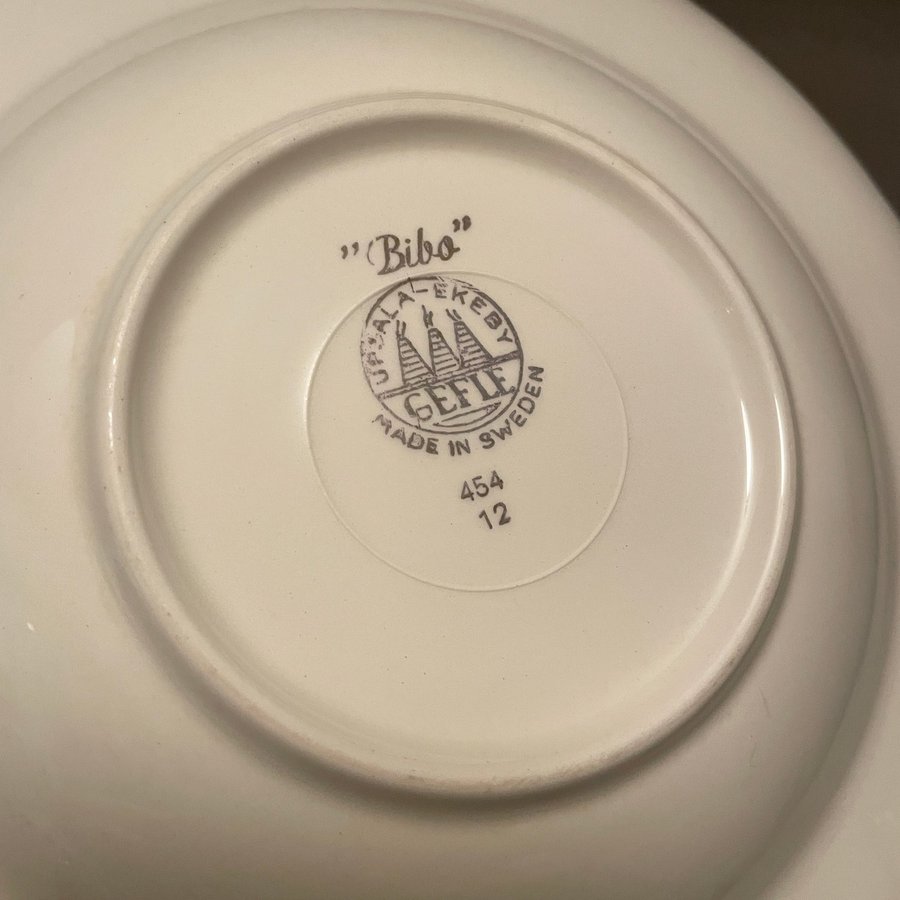 ”Bibo”
UPSALA-EKEBY
GEFLE
MADE IN SWEDEN
454
12